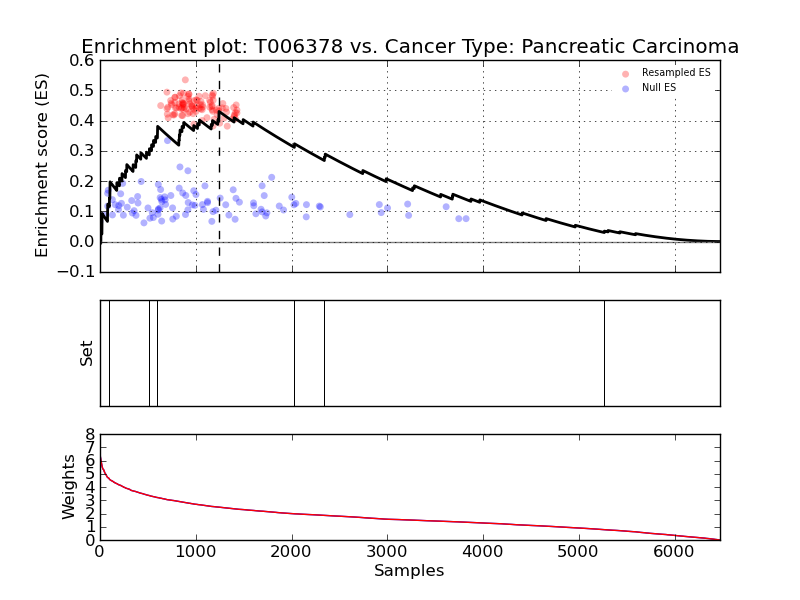 Enrichment plot: T006378 vs. Cancer Type: Pancreatic Carcinoma
Enrichment score (ES)
0.6
0.5
0.4
0.3
0.2
0.1
0.0
−0.1
Resampled ES
Null ES
Set
Weights
8
7
6
5
4
3
2
1
0
0 1000 2000 3000 4000 5000 6000
Samples